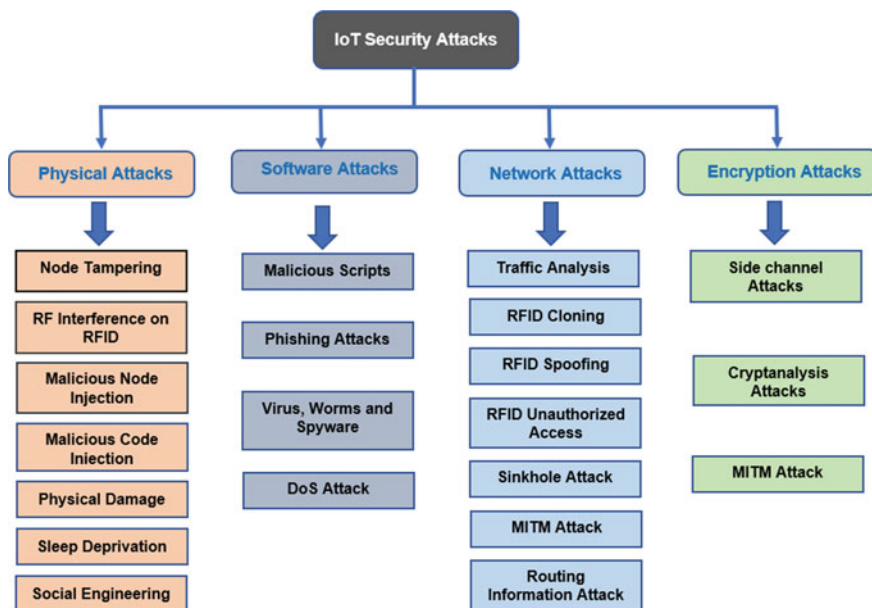 IoT Security Attacks
Physical Attacks
Software Attacks
Network Attacks
Encryption Attacks
Node Tampering
RF Interference on
RFID
Malicious Node
Injection
Malicious Code
Injection
Physical Damage
Sleep Deprivation
Social Engineering
Malicious Scripts
Phishing Attacks
Virus, Worms and
Spyware
DoS Attack
Traffic Analysis
RFID Cloning
RFID Spoofing
RFID Unauthorized
Access
Sinkhole Attack
MITM Attack
Routing
Information Attack
Side channel
Attacks
Cryptanalysis
Attacks
MITM Attack